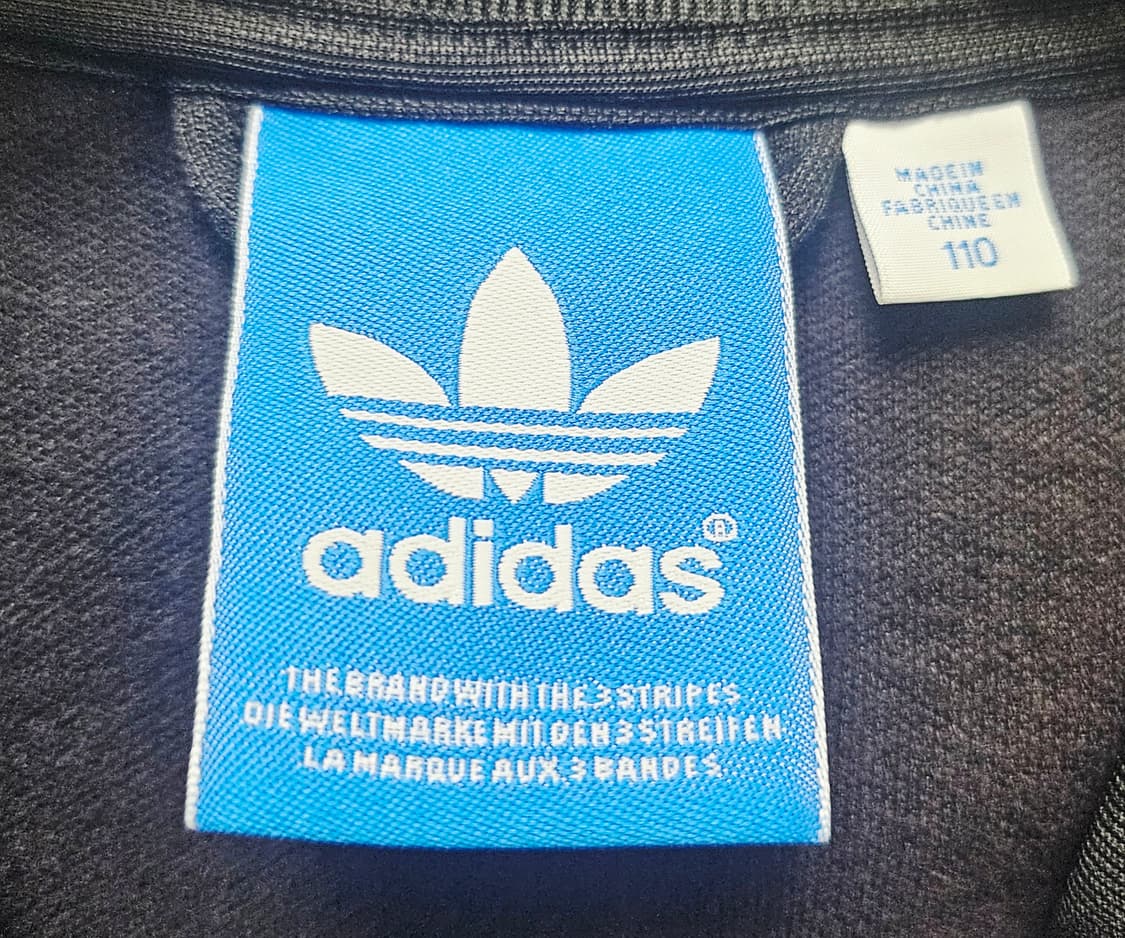 adidas®
THE BRAND WITH THE 3 STRIPES
DIE WELTMARKE MIT DEN 3 STREIFEN
LA MARQUE AUX 3 BANDES
MADE IN
CHINA
FABRIQUE EN
CHINE
110